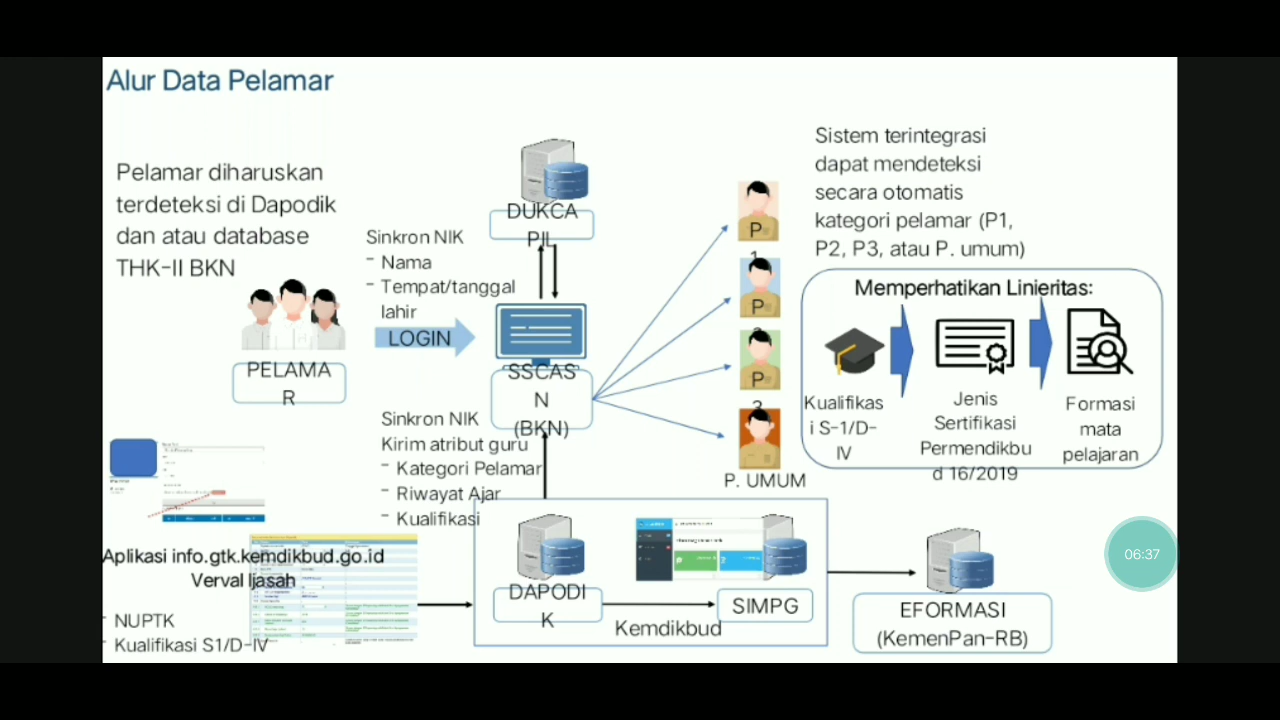 Alur Data Pelamar
Pelamar diharuskan
terdeteksi di Dapodik
dan atau database
THK-II BKN
PELAMA
R
Sinkron NIK
- Nama
- Tempat/tanggal
lahir
LOGIN
DUKCA
PIL
SSCAS
N
(BKN)
Sinkron NIK
Kirim atribut guru
- Kategori Pelamar
- Riwayat Ajar
- Kualifikasi
P
1
P
2
P
3
P. UMUM
Sistem terintegrasi
dapat mendeteksi
secara otomatis
kategori pelamar (P1,
P2, P3, atau P. umum)
Memperhatikan Linieritas:
Kualifikas
i S-1/D-
IV
Jenis
Sertifikasi
Permendikbu
d 16/2019
Formasi
mata
pelajaran
Aplikasi info.gtk.kemdikbud.go.id
Verval Ijasah
- NUPTK
- Kualifikasi S1/D-IV
DAPODI
K
SIMPG
Kemdikbud
EFORMASI
(KemenPan-RB)
06:37